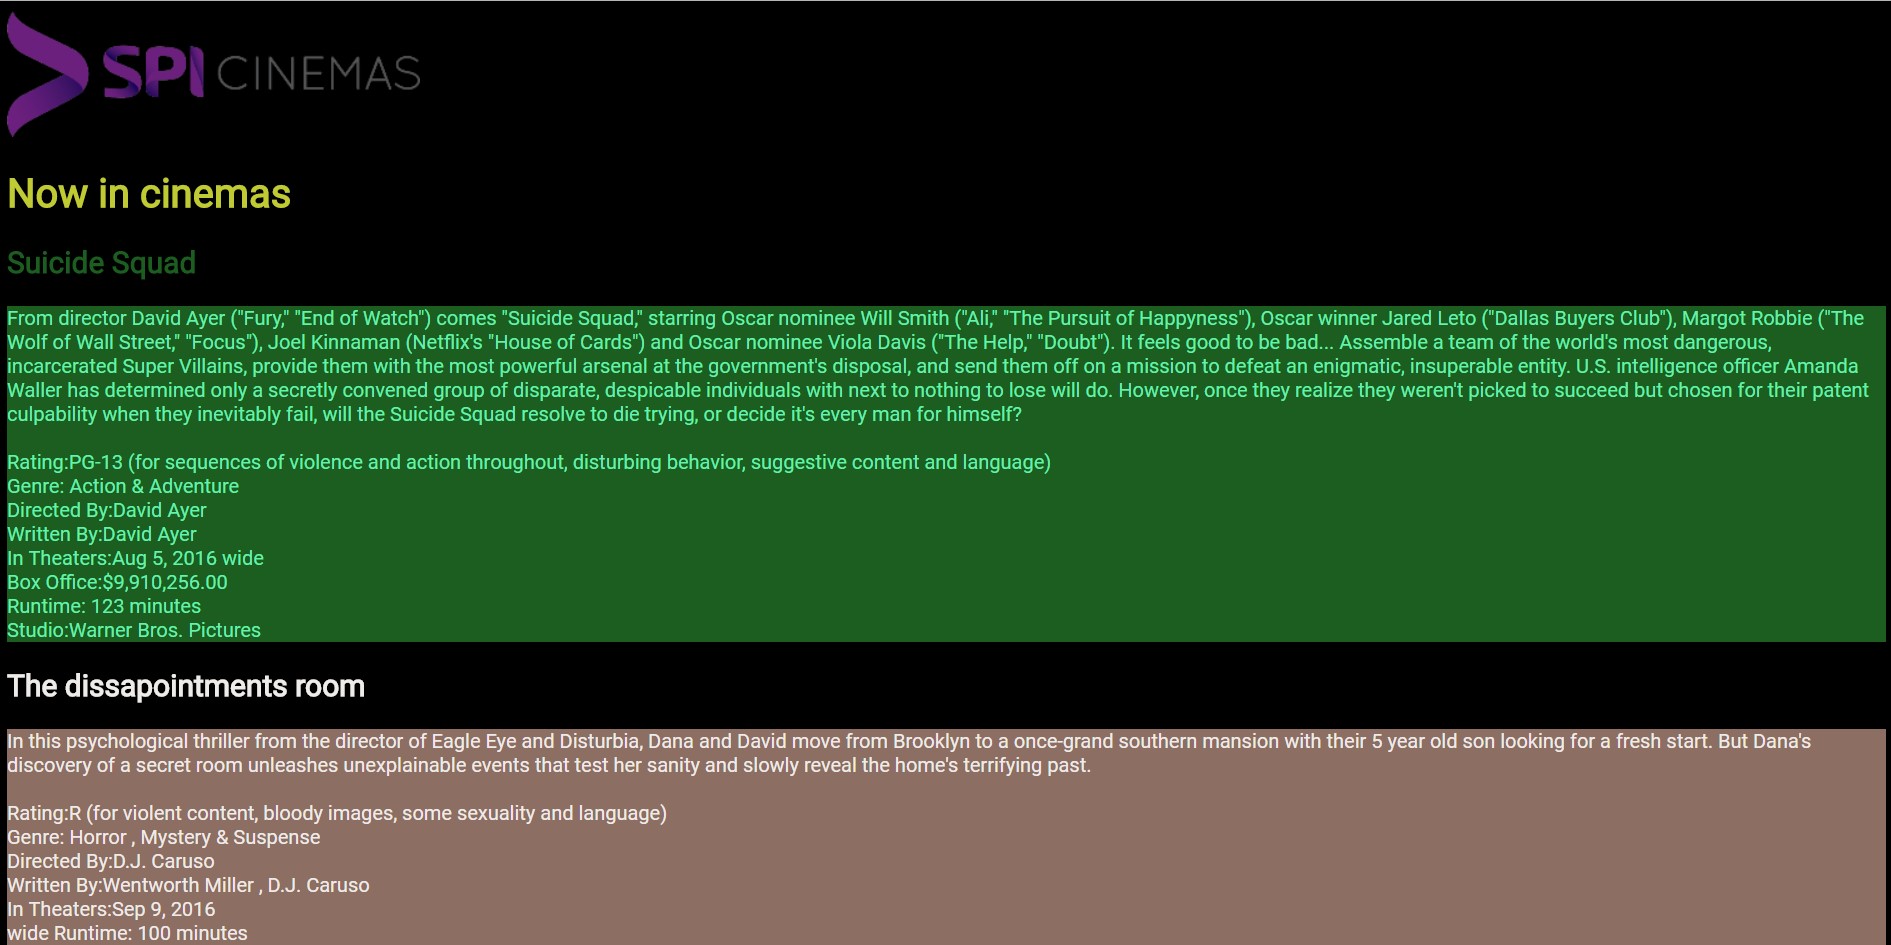 SPI CINEMAS
Now in cinemas
Suicide Squad
From director David Ayer ("Fury," "End of Watch") comes "Suicide Squad," starring Oscar nominee Will Smith ("Ali," "The Pursuit of Happyness"), Oscar winner Jared Leto ("Dallas Buyers Club"), Margot Robbie ("The
Wolf of Wall Street," "Focus"), Joel Kinnaman (Netflix's "House of Cards") and Oscar nominee Viola Davis ("The Help," "Doubt"). It feels good to be bad... Assemble a team of the world's most dangerous,
incarcerated Super Villains, provide them with the most powerful arsenal at the government's disposal, and send them off on a mission to defeat an enigmatic, insuperable entity. U.S. intelligence officer Amanda
Waller has determined only a secretly convened group of disparate, despicable individuals with next to nothing to lose will do. However, once they realize they weren't picked to succeed but chosen for their patent
culpability when they inevitably fail, will the Suicide Squad resolve to die trying, or decide it's every man for himself?
Rating:PG-13 (for sequences of violence and action throughout, disturbing behavior, suggestive content and language)
Genre: Action & Adventure
Directed By:David Ayer
Written By:David Ayer
In Theaters:Aug 5, 2016 wide
Box Office:$9,910,256.00
Runtime: 123 minutes
Studio:Warner Bros. Pictures
The dissapointments room
In this psychological thriller from the director of Eagle Eye and Disturbia, Dana and David move from Brooklyn to a once-grand southern mansion with their 5 year old son looking for a fresh start. But Dana's
discovery of a secret room unleashes unexplainable events that test her sanity and slowly reveal the home's terrifying past.
Rating:R (for violent content, bloody images, some sexuality and language)
Genre: Horror , Mystery & Suspense
Directed By:D.J. Caruso
Written By:Wentworth Miller , D.J. Caruso
In Theaters:Sep 9, 2016
wide Runtime: 100 minutes